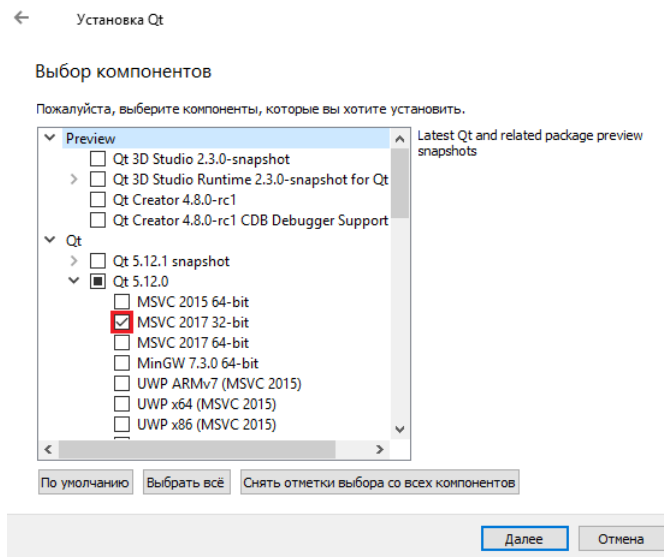 Установка Qt
Выбор компонентов
Пожалуйста, выберите компоненты, которые вы хотите установить.
Preview
Qt 3D Studio 2.3.0-snapshot
Qt 3D Studio Runtime 2.3.0-snapshot for Qt
Qt Creator 4.8.0-rc1
Qt Creator 4.8.0-rc1 CDB Debugger Support
Qt
Qt 5.12.1 snapshot
Qt 5.12.0
MSVC 2015 64-bit
MSVC 2017 32-bit
MSVC 2017 64-bit
MinGW 7.3.0 64-bit
UWP ARMv7 (MSVC 2015)
UWP x64 (MSVC 2015)
UWP x86 (MSVC 2015)
Latest Qt and related package preview
snapshots
По умолчанию Выбрать всё Снять отметки выбора со всех компонентов
Далее Отмена